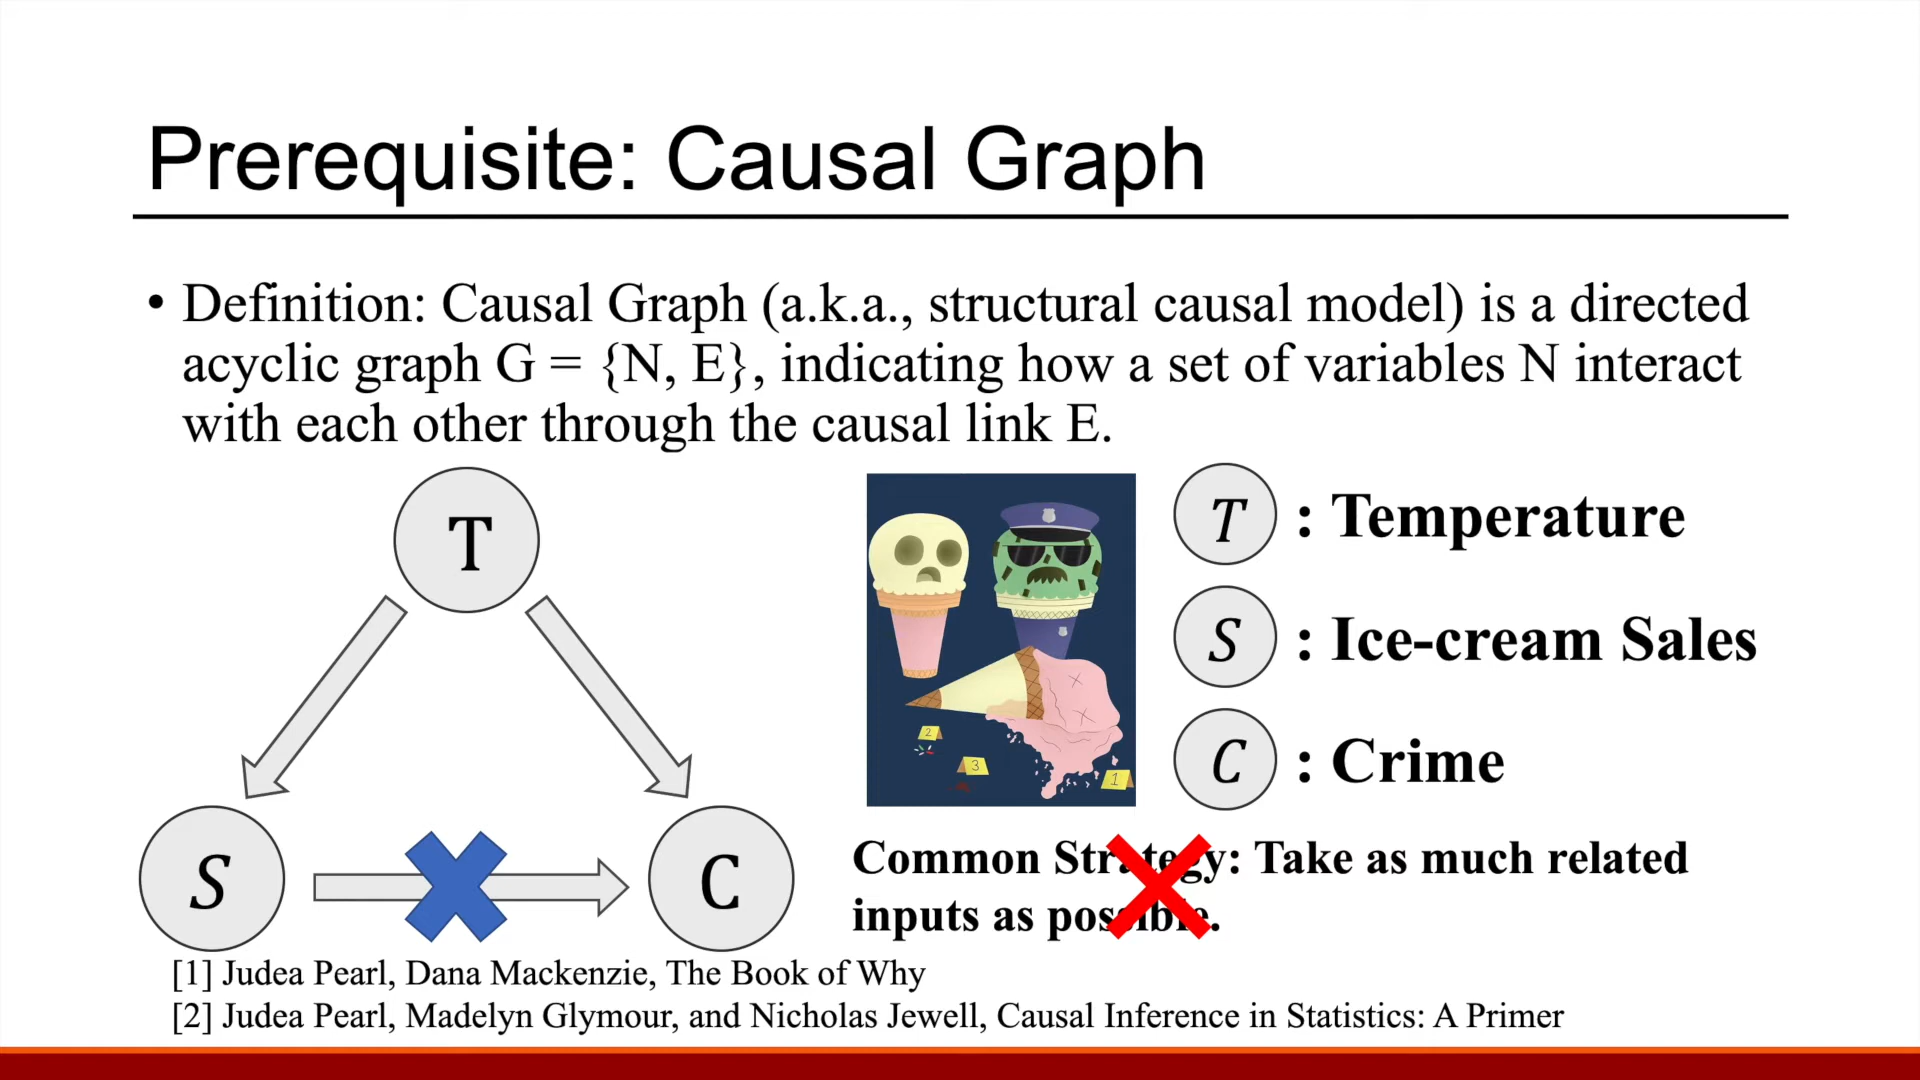 Prerequisite: Causal Graph
• Definition: Causal Graph (a.k.a., structural causal model) is a directed
acyclic graph G = {N, E}, indicating how a set of variables N interact
with each other through the causal link E.
T
S
C
2
3
1
T : Temperature
S : Ice-cream Sales
C : Crime
Common Strategy: Take as much related
inputs as possible.
[1] Judea Pearl, Dana Mackenzie, The Book of Why
[2] Judea Pearl, Madelyn Glymour, and Nicholas Jewell, Causal Inference in Statistics: A Primer